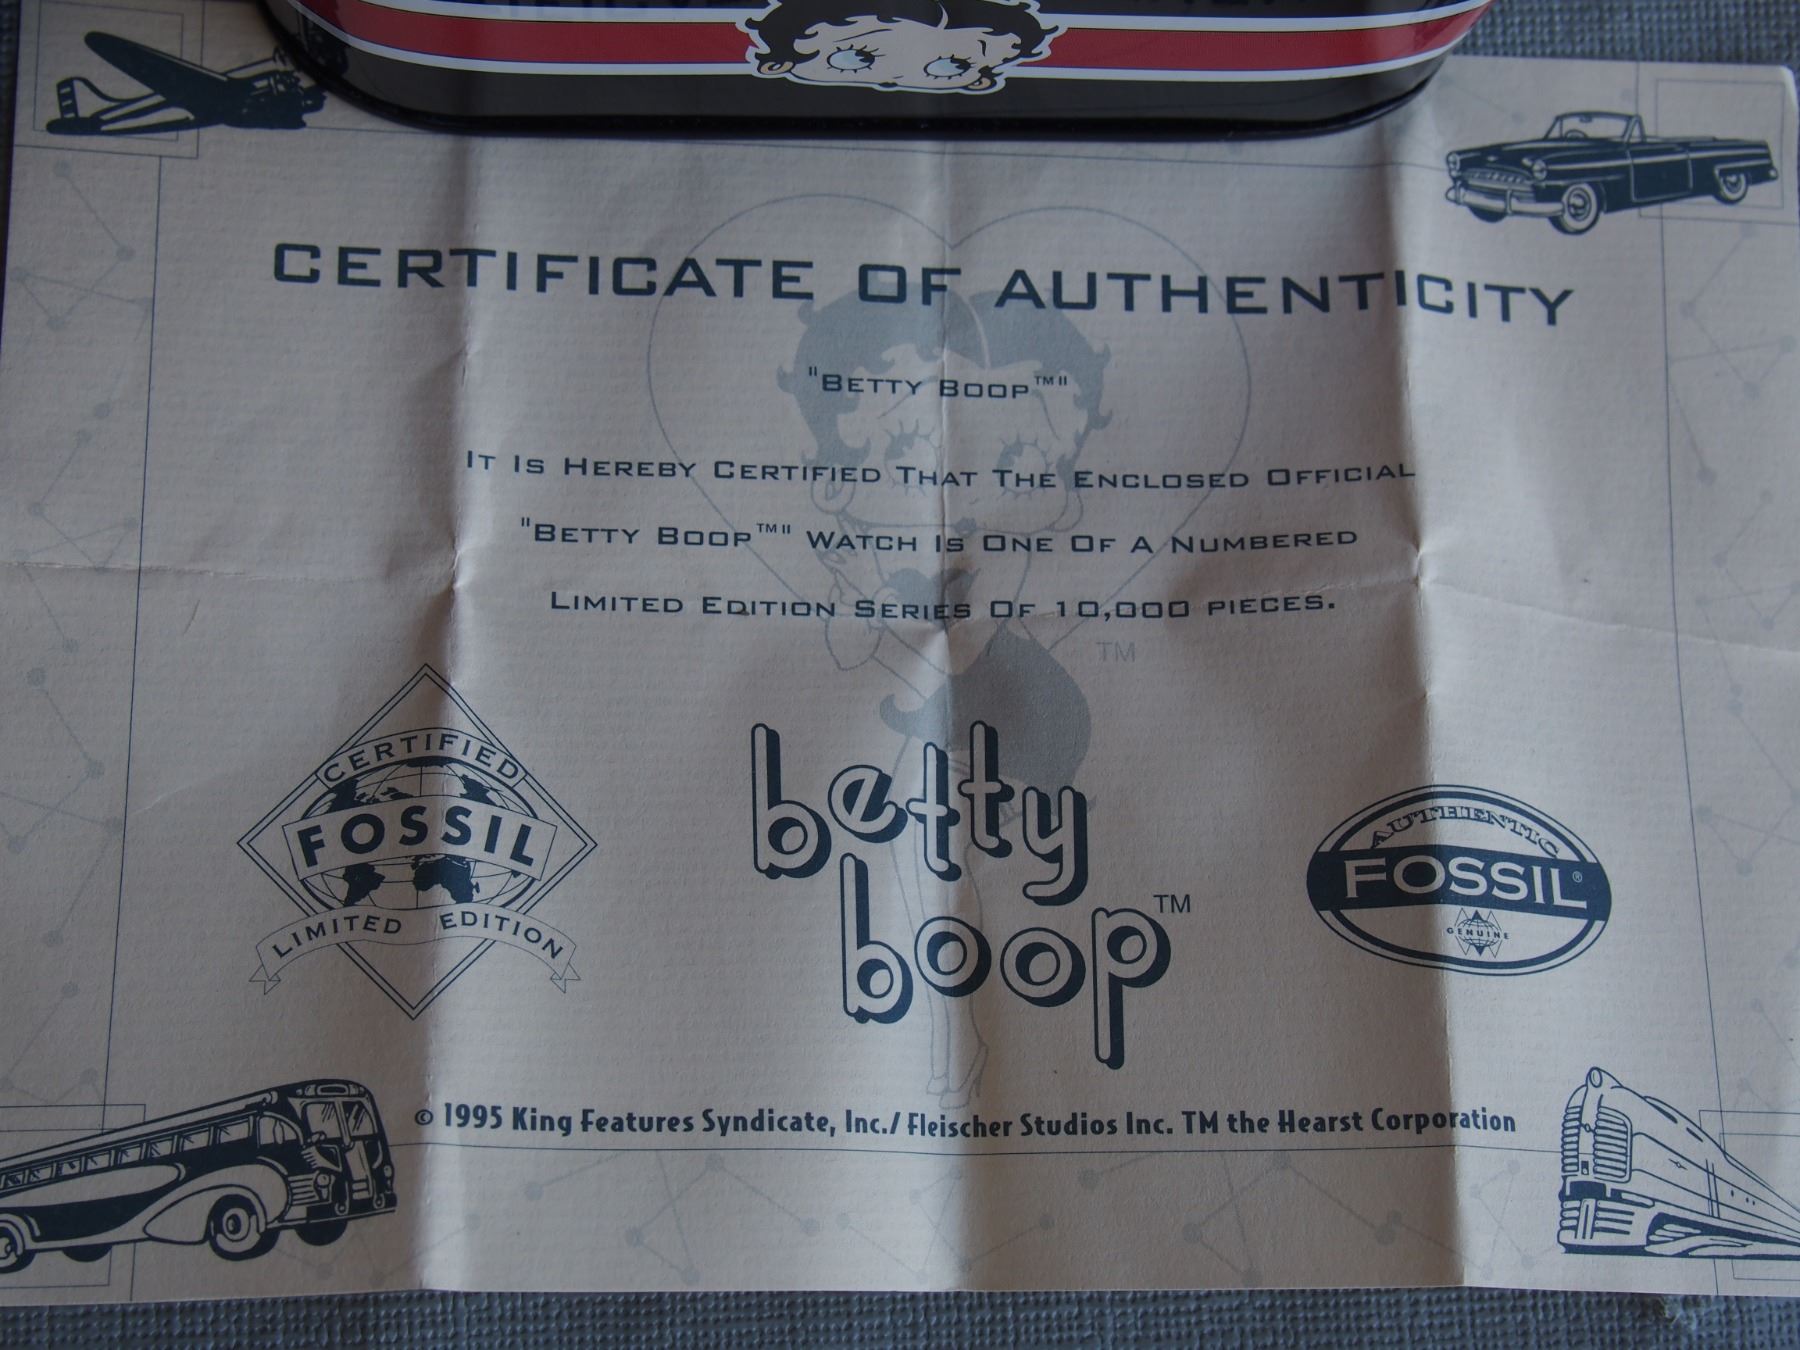 CERTIFICATE OF AUTHENTICITY
"BETTY BOOP™"
IT IS HEREBY CERTIFIED THAT THE ENCLOSED OFFICIAL
"BETTY BOOP™" WATCH IS ONE OF A NUMBERED
LIMITED EDITION SERIES OF 10,000 PIECES.
TM
CERTIFIED
FOSSIL
LIMITED EDITION
betty
boop™
AUTHENTIC
FOSSIL®
GENUINE
© 1995 King Features Syndicate, Inc./ Fleischer Studios Inc. TM the Hearst Corporation